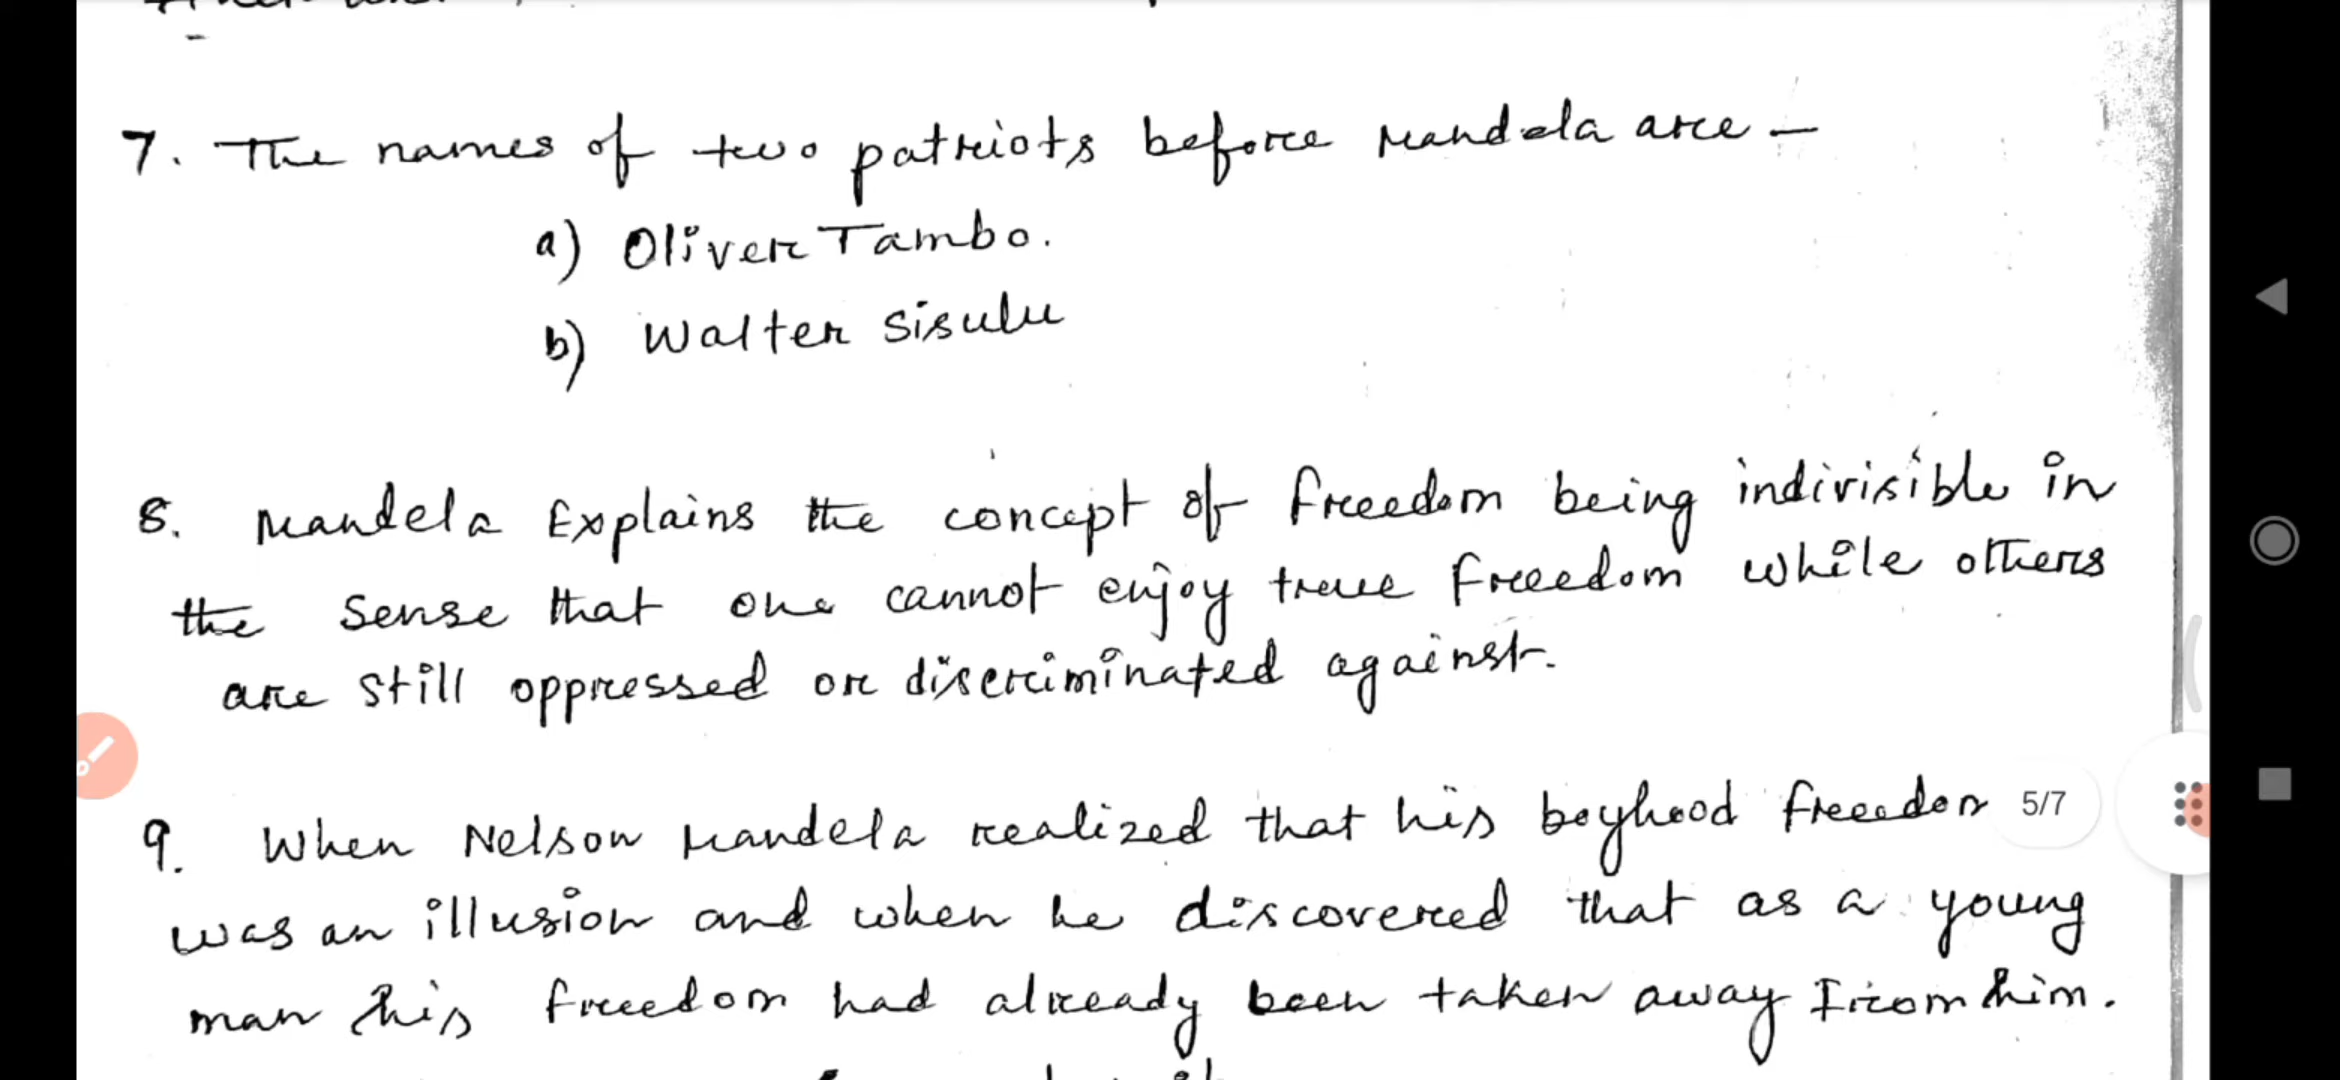 7. The names of two patriots before Mandela are –
a) Oliver Tambo.
b) Walter Sisulu
8. Mandela Explains the concept of freedom being indivisible in
the sense that one cannot enjoy true freedom while others
are still oppressed or discriminated against.
9. When Nelson Mandela realized that his boyhood freedom
5/7
was an illusion and when he discovered that as a young
man his freedom had already been taken away from him.